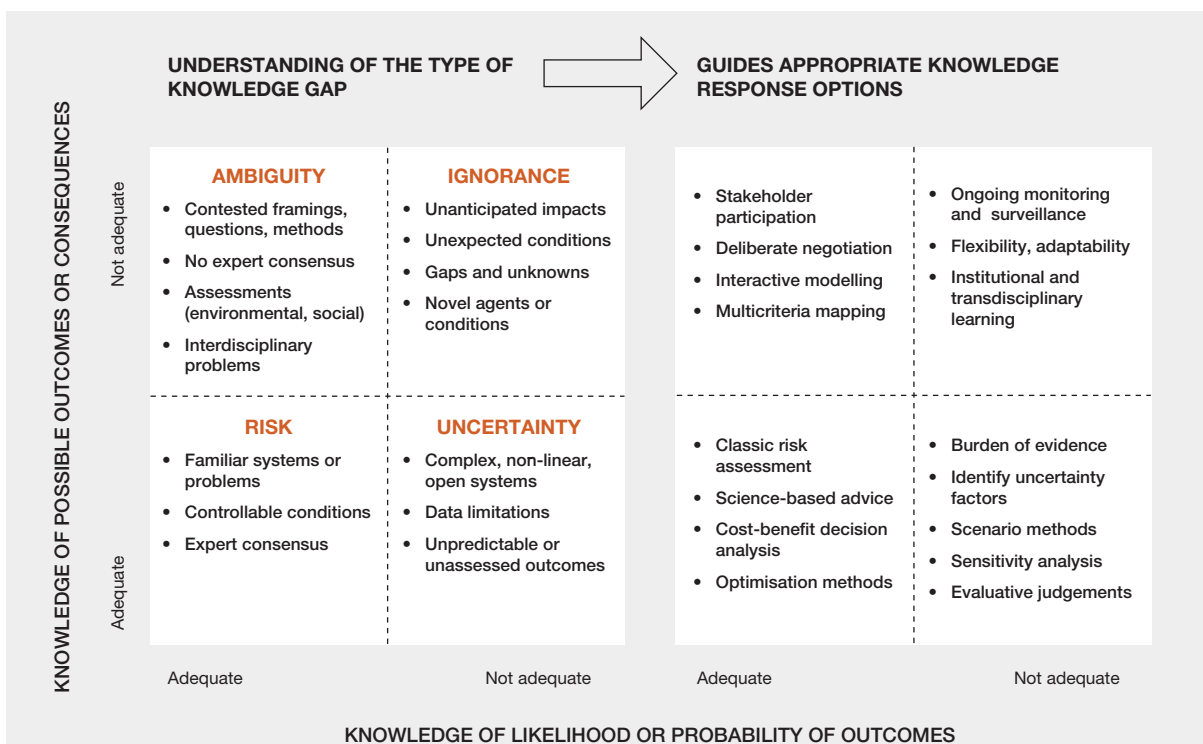 UNDERSTANDING OF THE TYPE OF
KNOWLEDGE GAP
GUIDES APPROPRIATE KNOWLEDGE
RESPONSE OPTIONS
KNOWLEDGE OF POSSIBLE OUTCOMES OR CONSEQUENCES
Not adequate
Adequate
AMBIGUITY
• Contested framings,
questions, methods
• No expert consensus
• Assessments
(environmental, social)
• Interdisciplinary
problems
IGNORANCE
• Unanticipated impacts
• Unexpected conditions
• Gaps and unknowns
• Novel agents or
conditions
RISK
• Familiar systems or
problems
• Controllable conditions
• Expert consensus
UNCERTAINTY
• Complex, non-linear,
open systems
• Data limitations
• Unpredictable or
unassessed outcomes
• Stakeholder
participation
• Deliberate negotiation
• Interactive modelling
• Multicriteria mapping
• Ongoing monitoring
and surveillance
• Flexibility, adaptability
• Institutional and
transdisciplinary
learning
• Classic risk
assessment
• Science-based advice
• Cost-benefit decision
analysis
• Optimisation methods
• Burden of evidence
• Identify uncertainty
factors
• Scenario methods
• Sensitivity analysis
• Evaluative judgements
Adequate
Not adequate
Adequate
Not adequate
KNOWLEDGE OF LIKELIHOOD OR PROBABILITY OF OUTCOMES